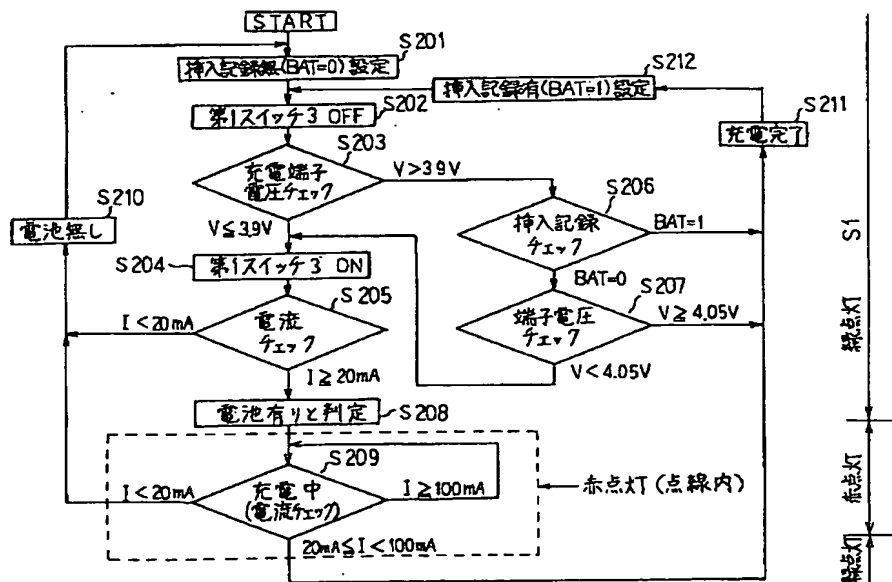 START
S201
挿入記録無(BAT=0)設定
S212
挿入記録有(BAT=1)設定
S202
第1スイッチ3 OFF
S211
充電完了
S203
充電端子
電圧チェック
V>3.9V
S206
挿入記録
チェック
BAT=1
S210
電池無し
V≦3.9V
S204
第1スイッチ3 ON
BAT=0
S207
端子電圧
チェック
V≧4.05V
V<4.05V
S205
電流
チェック
I<20mA
I≧20mA
S208
電池有りと判定
S209
充電中
(電流チェック)
I<20mA
I≧100mA
20mA≦I<100mA
赤点灯(点線内)
S1
緑点灯
赤点灯
緑点灯